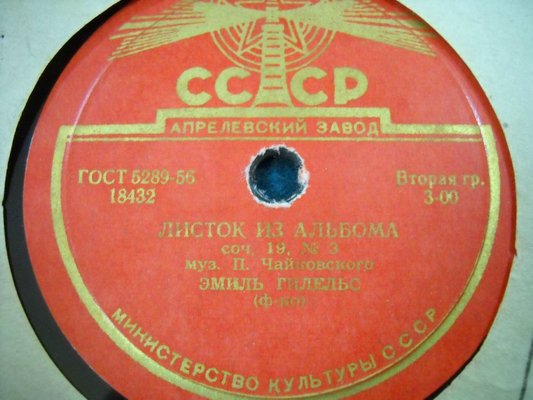 СССР
АПРЕЛЕВСКИЙ ЗАВОД
ГОСТ 5289-56
18432
Вторая гр.
3-00
ЛИСТОК ИЗ АЛЬБОМА
соч. 19, № 3
муз. П. Чайковского
ЭМИЛЬ ГИЛЕЛЬС
(ф-но)
МИНИСТЕРСТВО КУЛЬТУРЫ СССР